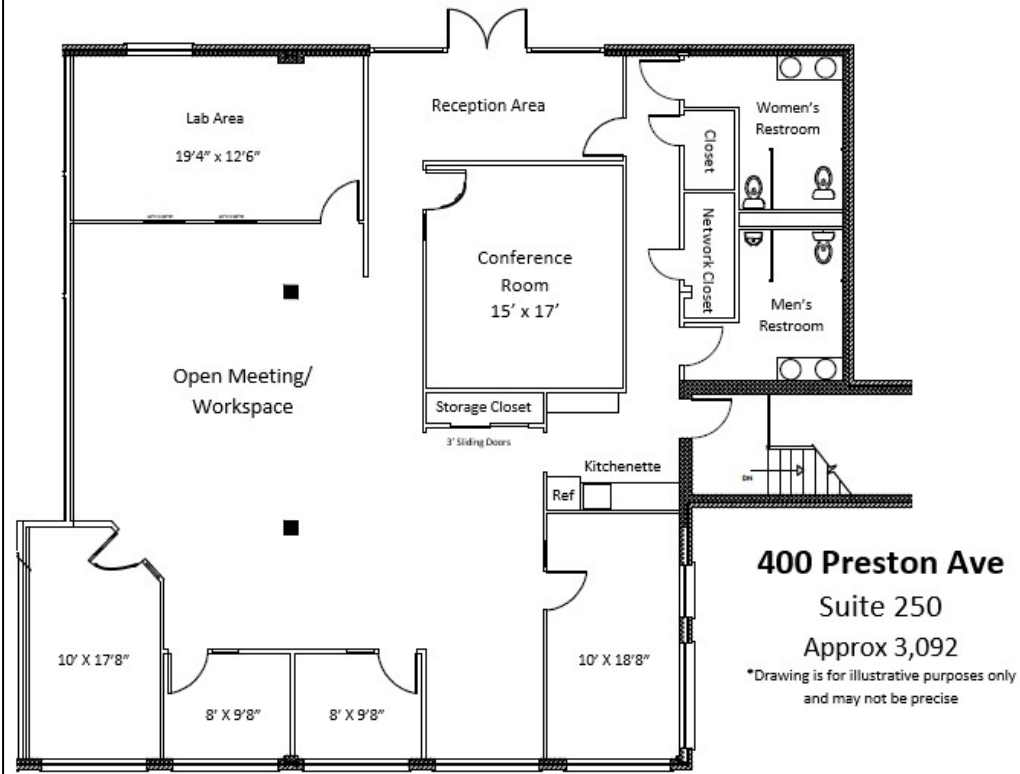 Lab Area
19'4" x 12'6"
Reception Area
Women's
Restroom
Closet
Network Closet
Conference
Room
15' x 17'
Men's
Restroom
Open Meeting/
Workspace
Storage Closet
3' Sliding Doors
Kitchenette
Ref
DN
400 Preston Ave
Suite 250
Approx 3,092
*Drawing is for illustrative purposes only
and may not be precise
10' X 17'8"
8' X 9'8"
8' X 9'8"
10' X 18'8"